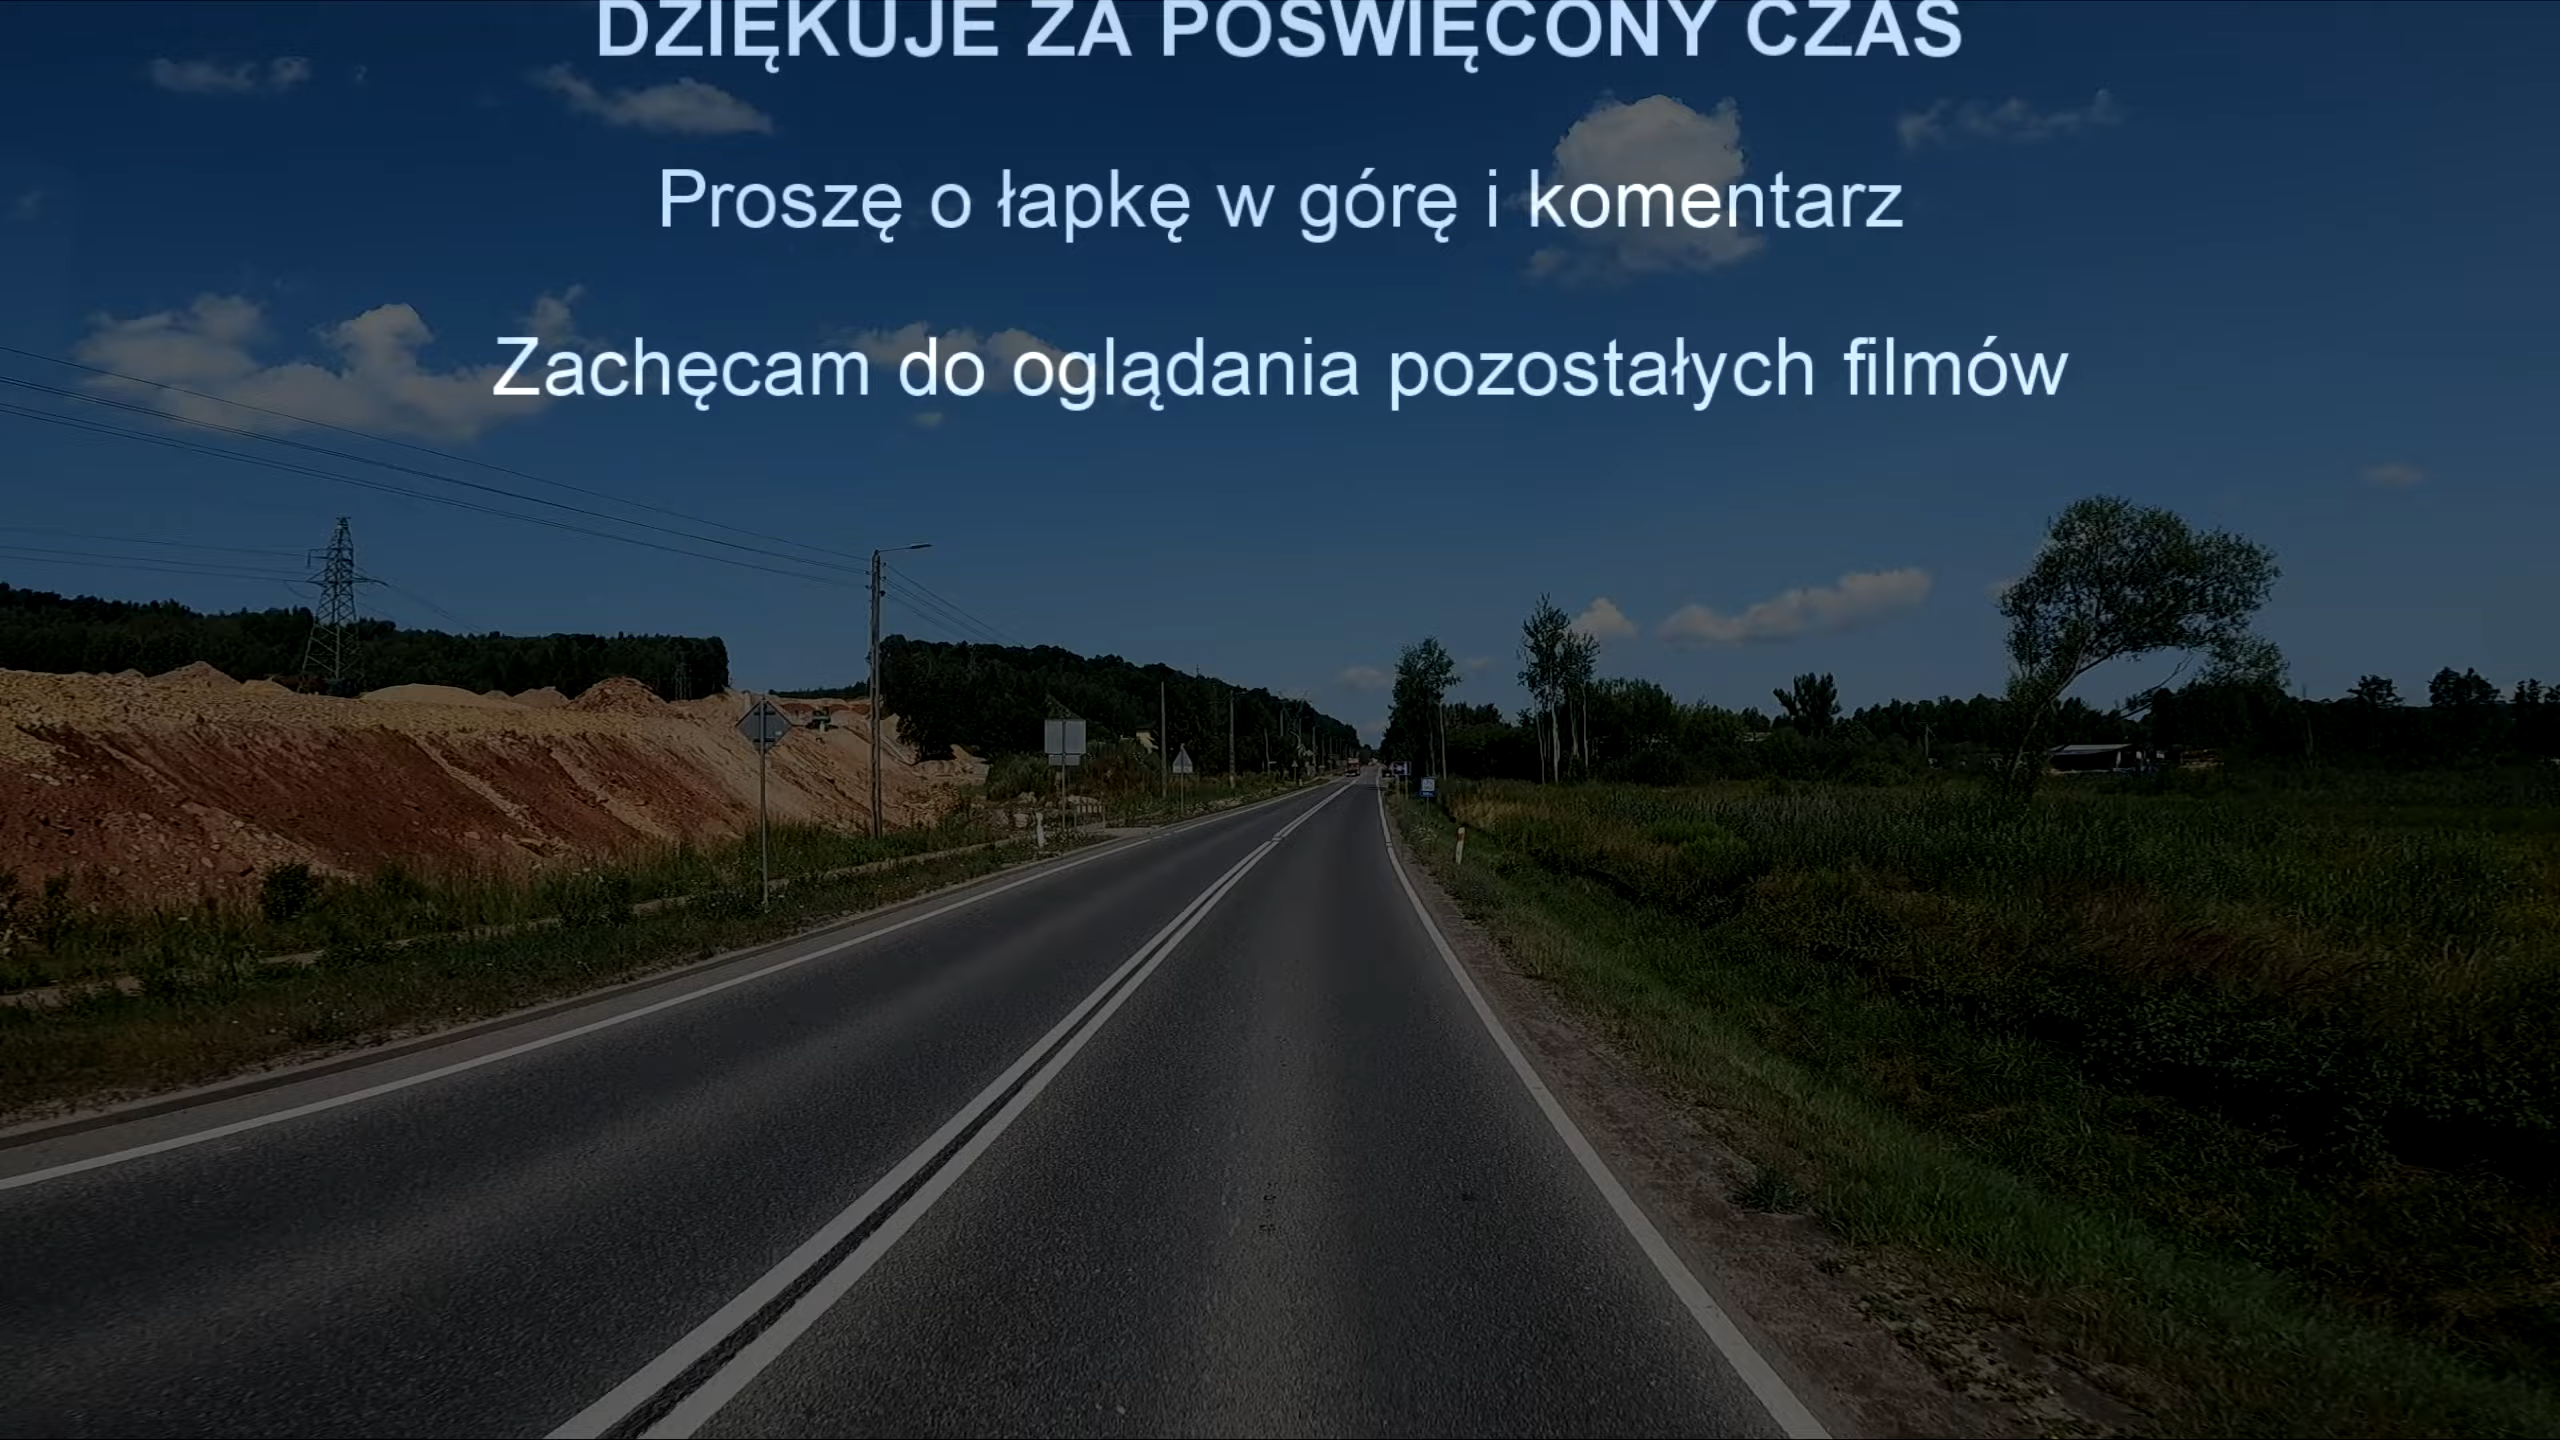 DZIĘKUJE ZA POŚWIĘCONY CZAS
Proszę o łapkę w górę i komentarz
Zachęcam do oglądania pozostałych filmów